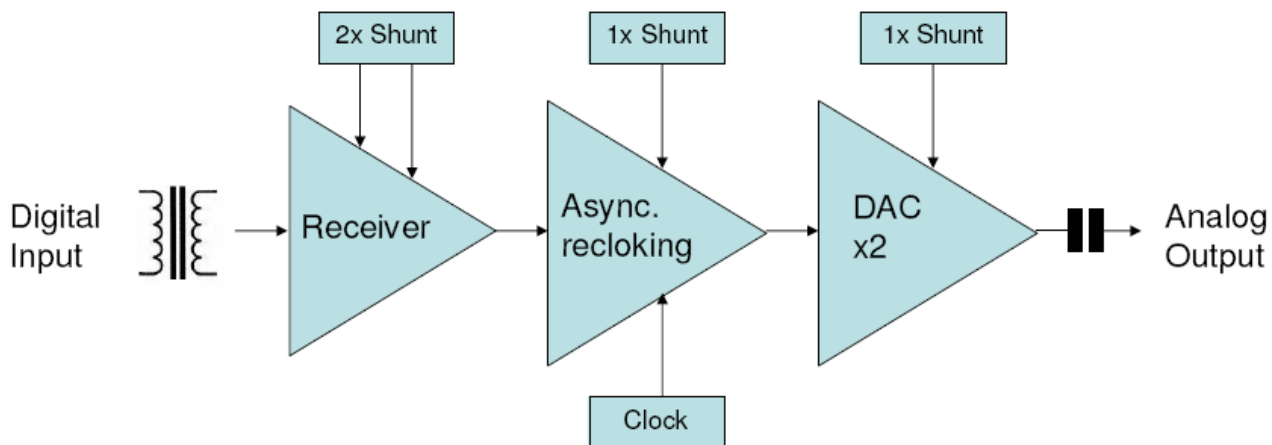 2x Shunt
1x Shunt
1x Shunt
Digital
Input
Receiver
Async.
recloking
DAC
x2
Analog
Output
Clock